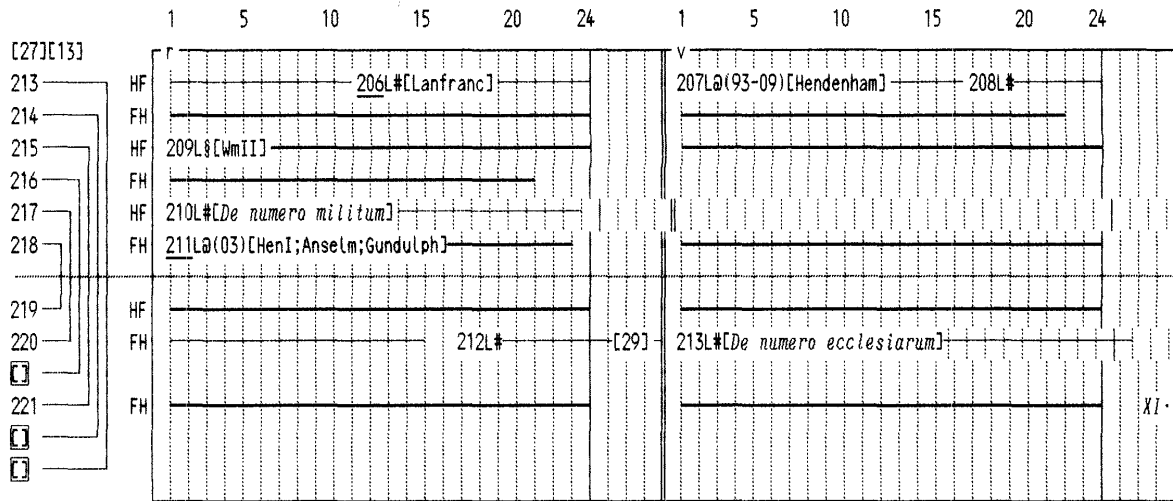 1 5 10 15 20 24 1 5 10 15 20 24
[27][13] r v
213 HF 206L#[Lanfranc] 207L@(93-09)[Hendenham] 208L#
214 FH
215 HF 209L§[WmII]
216 FH
217 HF 210L#[De numero militum]
218 FH 211L@(03)[HenI;Anselm;Gundulph]
219 HF
220 FH 212L# [29] 213L#[De numero ecclesiarum]
[]
221 FH XI·
[]
[]